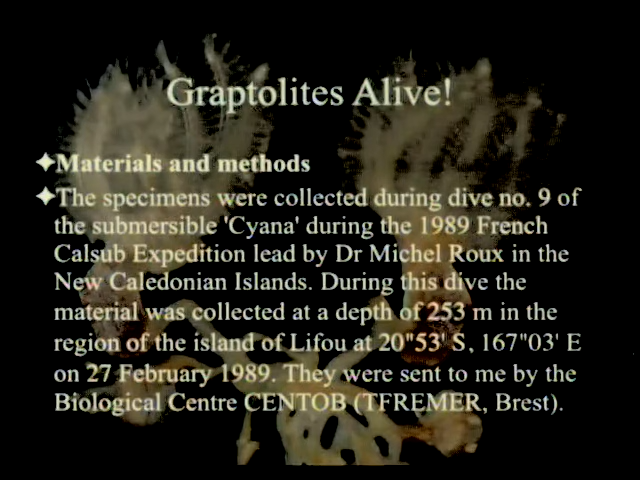 Graptolites Alive!
✦Materials and methods
✦The specimens were collected during dive no. 9 of
the submersible 'Cyana' during the 1989 French
Calsub Expedition lead by Dr Michel Roux in the
New Caledonian Islands. During this dive the
material was collected at a depth of 253 m in the
region of the island of Lifou at 20"53' S, 167"03' E
on 27 February 1989. They were sent to me by the
Biological Centre CENTOB (TFREMER, Brest).